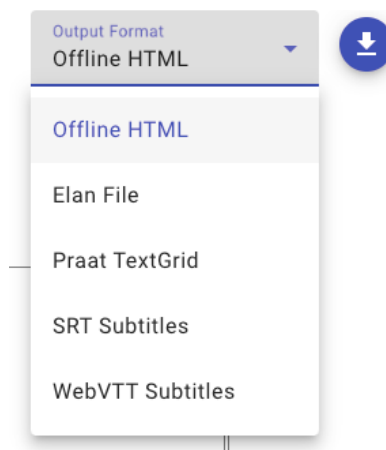 Output Format
Offline HTML
Offline HTML
Elan File
Praat TextGrid
SRT Subtitles
WebVTT Subtitles